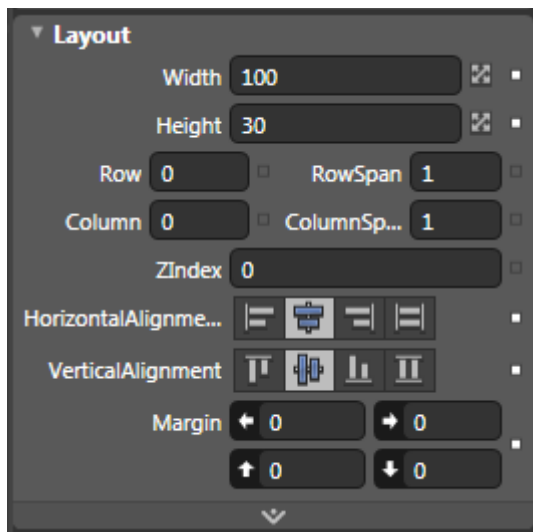 Layout
Width 100
Height 30
Row 0 RowSpan 1
Column 0 ColumnSp... 1
ZIndex 0
HorizontalAlignme...
VerticalAlignment
Margin 0 0
0 0